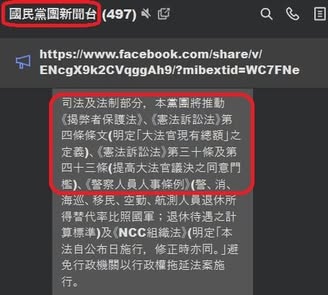 國民黨團新聞台 (497)
https://www.facebook.com/share/v/
ENcgX9k2CVqggAh9/?mibextid=WC7FNe
司法及法制部分，本黨團將推動
《揭弊者保護法》、《憲法訴訟法》第
四條條文(明定「大法官現有總額」之
定義)、《憲法訴訟法》第三十條及第
四十三條(提高大法官議決之同意門
檻)、《警察人員人事條例》(警、消、
海巡、移民、空勤、航測人員退休所
得替代率比照國軍；退休待遇之計
算標準)及《NCC組織法》(明定「本
法自公布日施行，修正時亦同。」避
免行政機關以行政權拖延法案施
行。